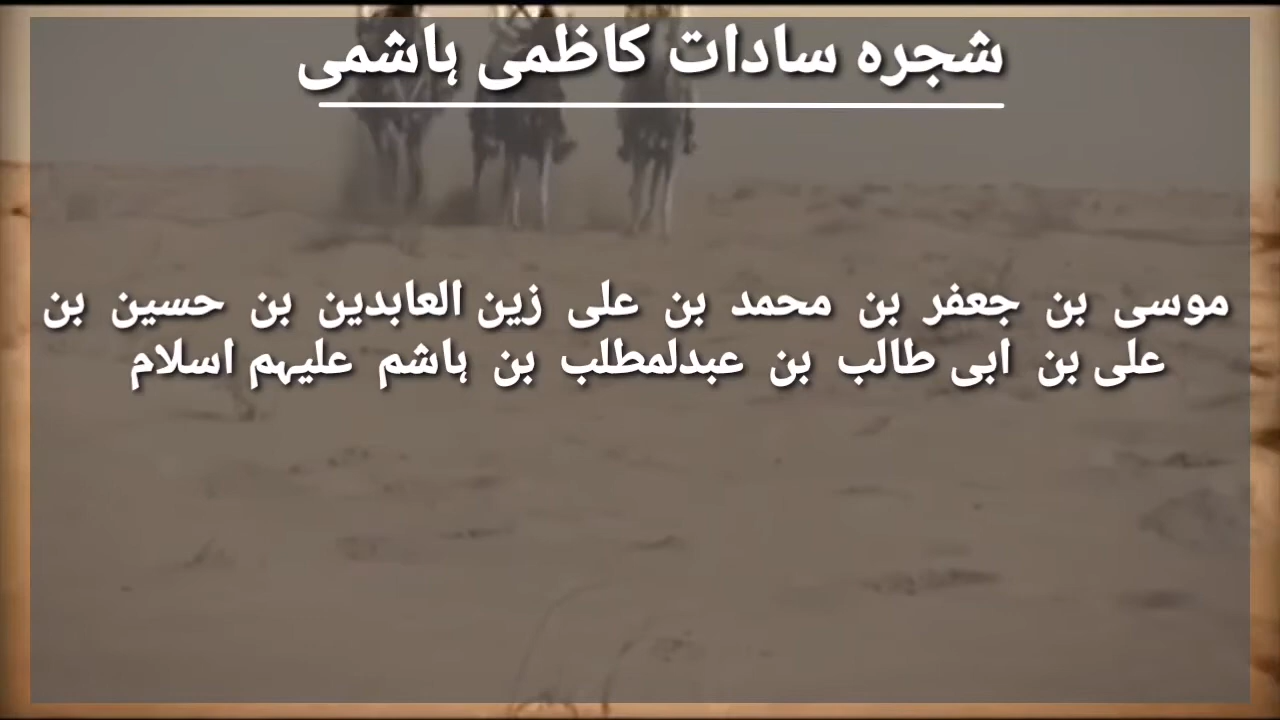 شجرہ سادات کاظمی ہاشمی
موسی بن جعفر بن محمد بن علی زین العابدین بن حسین بن
علی بن ابی طالب بن عبدلمطلب بن ہاشم علیہم اسلام